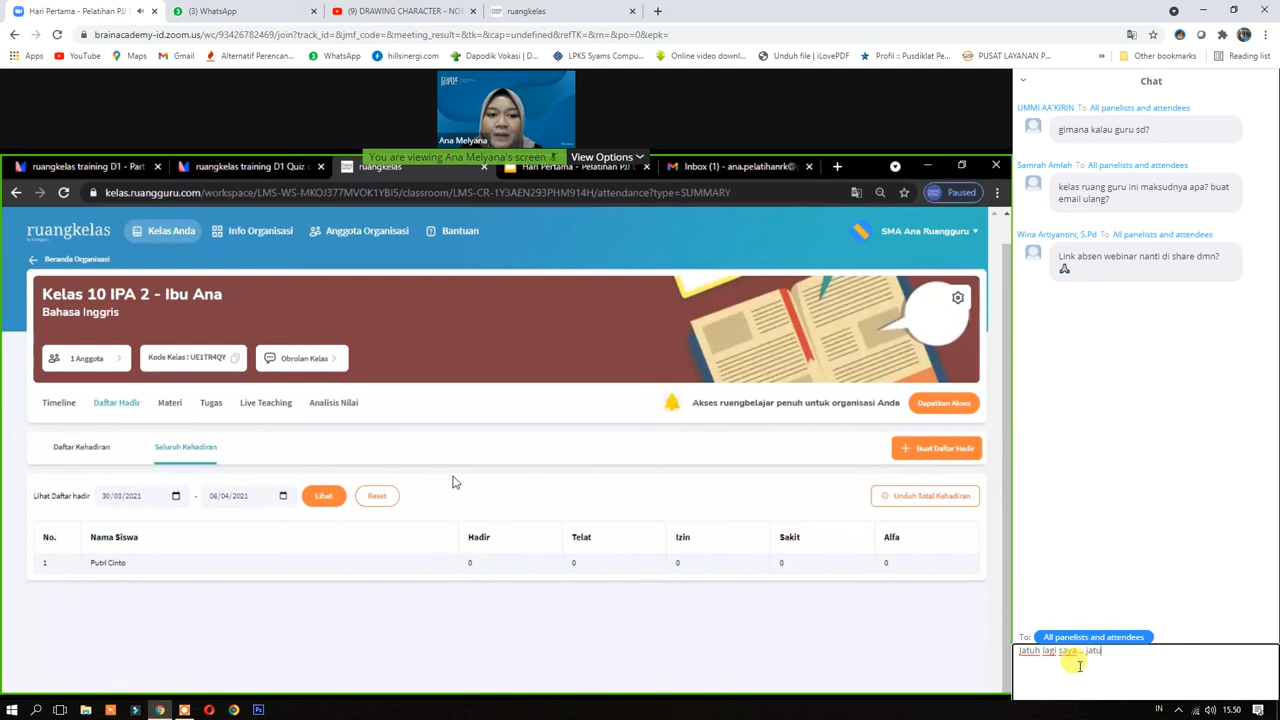 Hari Pertama - Pelatihan PJJ
(3) WhatsApp
(9) DRAWING CHARACTER - NO
ruangkelas
brainacademy-id.zoom.us/wc/93426782469/join?track_id=&jmf_code=&meeting_result=&tk=&cap=undefined&refTK=&rn=&po=0&epk=
YouTube
Maps
Gmail
Alternatif Perencan...
WhatsApp
hillsinergi.com
Dapodik Vokasi | D...
LPKS Syams Compu...
Online video downl...
Unduh file | iLovePDF
Profil :: Pusdiklat Pe...
PUSAT LAYANAN P...
»
Other bookmarks
Reading list
Ana Melyana
You are viewing Ana Melyana's screen
View Options
ruangkelas training D1 - Part
ruangkelas training D1 Quiz
ruangkelas
Hari Pertama - Pelatihan PJ
Inbox (1) - ana.pelatihanrk@
kelas.ruangguru.com/workspace/LMS-WS-MKOJ377MVOK1YBI5/classroom/LMS-CR-1Y3AEN293PHM914H/attendance?type=SUMMARY
Paused
ruangkelas
Kelas Anda
Info Organisasi
Anggota Organisasi
Bantuan
SMA Ana Ruangguru
Beranda Organisasi
Kelas 10 IPA 2 - Ibu Ana
Bahasa Inggris
1 Anggota
Kode Kelas : UE1TR4QY
Obrolan Kelas
Timeline
Daftar Hadir
Materi
Tugas
Live Teaching
Analisis Nilai
Akses ruangbelajar penuh untuk organisasi Anda
Dapatkan Akses
Daftar Kehadiran
Seluruh Kehadiran
+ Buat Daftar Hadir
Lihat Daftar hadir
30/03/2021
-
06/04/2021
Lihat
Reset
Unduh Total Kehadiran
No. Nama Siswa Hadir Telat Izin Sakit Alfa
1 Putri Cinto 0 0 0 0 0
Chat
UMMI AA'KIRIN To All panelists and attendees
gimana kalau guru sd?
Samrah Amlah To All panelists and attendees
kelas ruang guru ini maksudnya apa? buat
email ulang?
Wina Artiyantini, S.Pd To All panelists and attendees
Link absen webinar nanti di share dmn?
🙏🏽
To: All panelists and attendees
Jatuh lagi saya... jatu
IN
15.50